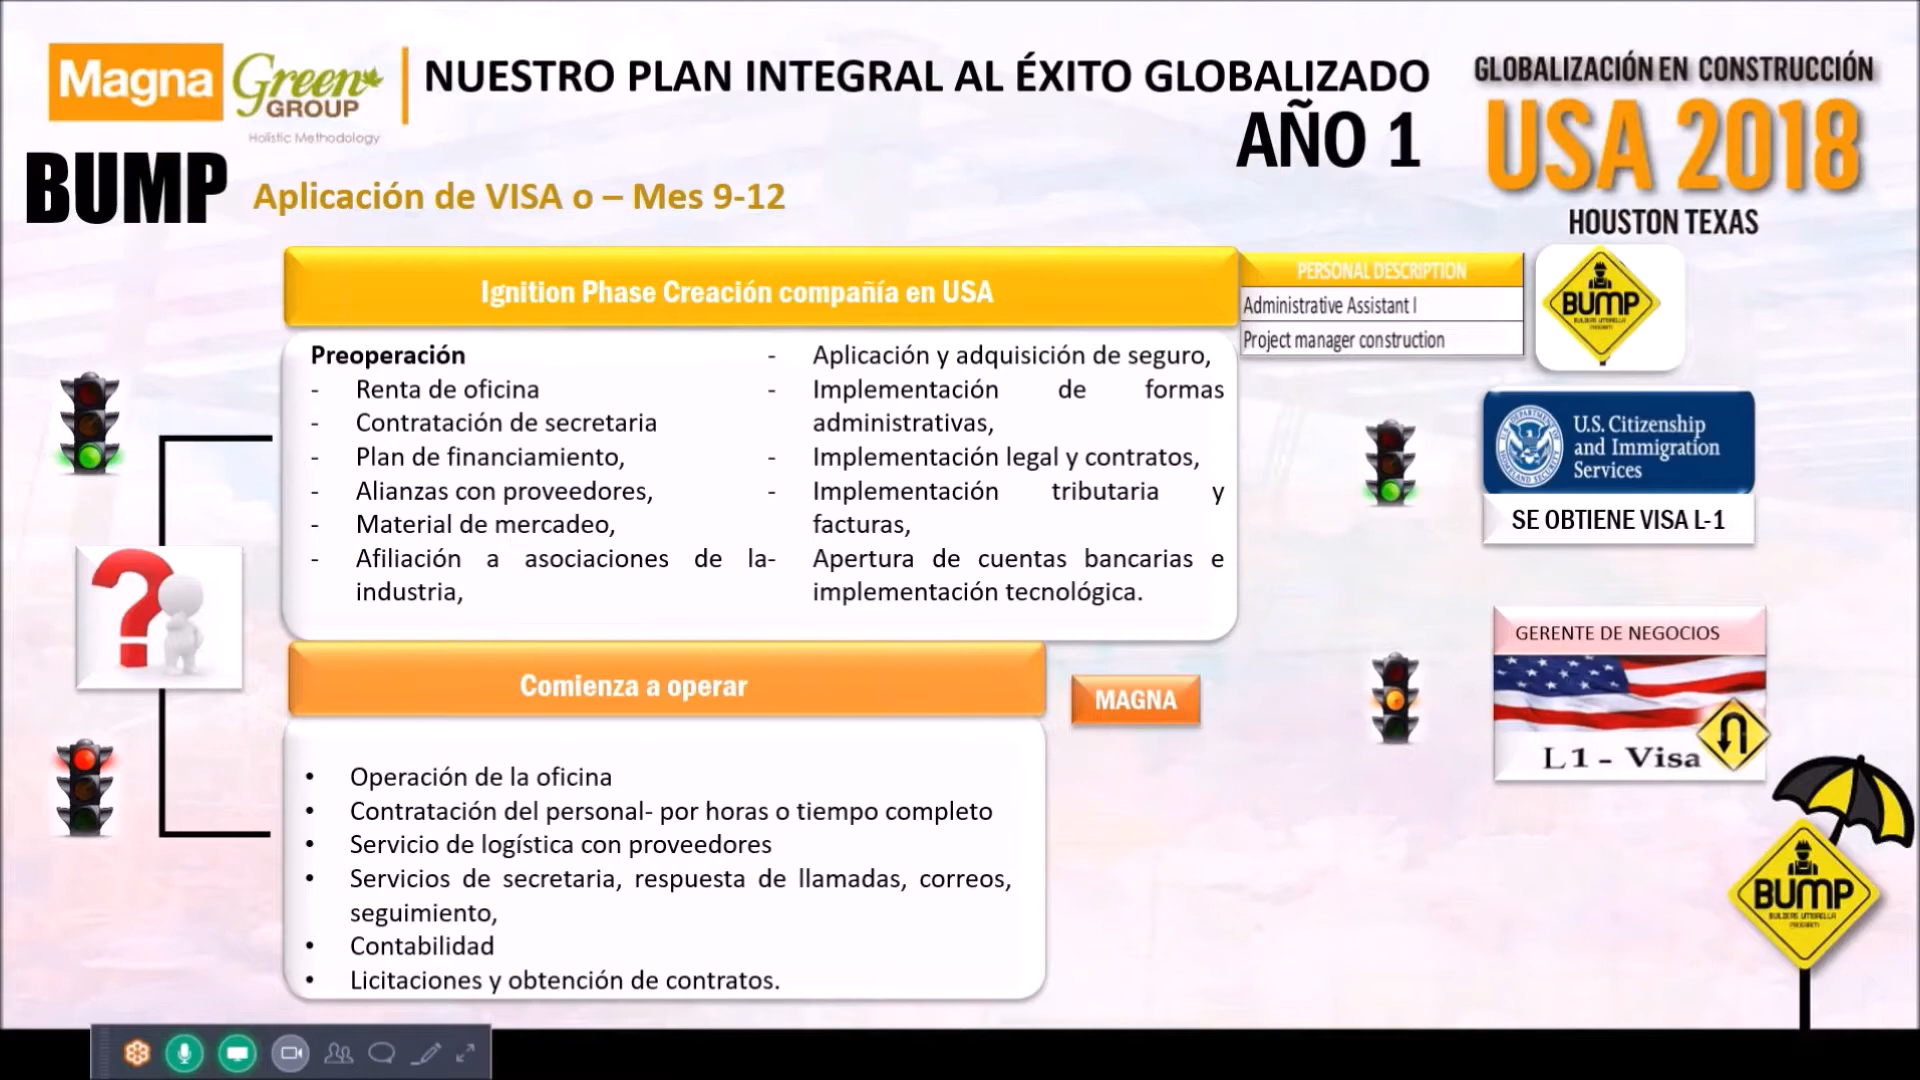 Magna
Green
GROUP
Holistic Methodology
NUESTRO PLAN INTEGRAL AL ÉXITO GLOBALIZADO
AÑO 1
GLOBALIZACIÓN EN CONSTRUCCIÓN
USA 2018
HOUSTON TEXAS
BUMP
Aplicación de VISA o – Mes 9-12
Ignition Phase Creación compañía en USA
PERSONAL DESCRIPTION
Administrative Assistant I
Project manager construction
BUMP
BUILDERS UMBRELLA
Preoperación
- Renta de oficina
- Contratación de secretaria
- Plan de financiamiento,
- Alianzas con proveedores,
- Material de mercadeo,
- Afiliación a asociaciones de la
industria,
- Aplicación y adquisición de seguro,
- Implementación de formas
administrativas,
- Implementación legal y contratos,
- Implementación tributaria y
facturas,
- Apertura de cuentas bancarias e
implementación tecnológica.
U.S. Citizenship
and Immigration
Services
SE OBTIENE VISA L-1
Comienza a operar
MAGNA
GERENTE DE NEGOCIOS
L1 - Visa
• Operación de la oficina
• Contratación del personal- por horas o tiempo completo
• Servicio de logística con proveedores
• Servicios de secretaria, respuesta de llamadas, correos,
seguimiento,
• Contabilidad
• Licitaciones y obtención de contratos.
BUMP
BUILDERS UMBRELLA